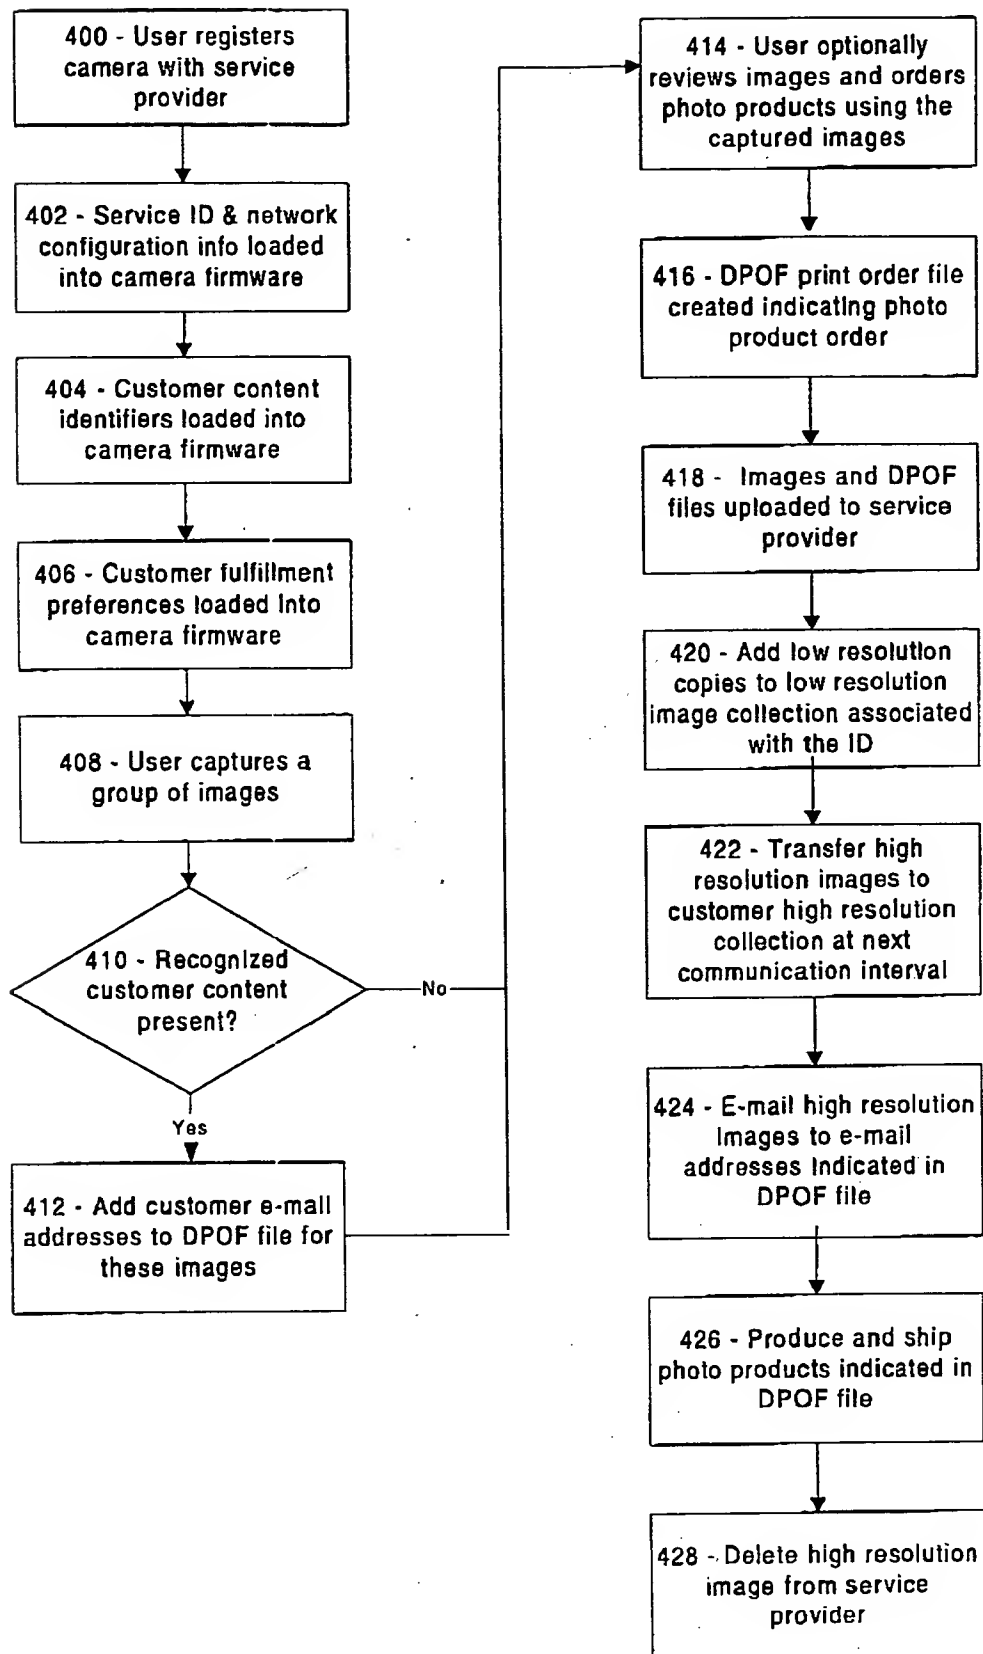 400 - User registers
camera with service
provider
402 - Service ID & network
configuration info loaded
into camera firmware
404 - Customer content
identifiers loaded into
camera firmware
406 - Customer fulfillment
preferences loaded into
camera firmware
408 - User captures a
group of images
410 - Recognized
customer content
present?
No
Yes
412 - Add customer e-mail
addresses to DPOF file for
these images
414 - User optionally
reviews images and orders
photo products using the
captured images
416 - DPOF print order file
created indicating photo
product order
418 - Images and DPOF
files uploaded to service
provider
420 - Add low resolution
copies to low resolution
image collection associated
with the ID
422 - Transfer high
resolution images to
customer high resolution
collection at next
communication interval
424 - E-mail high resolution
images to e-mail
addresses indicated in
DPOF file
426 - Produce and ship
photo products indicated in
DPOF file
428 - Delete high resolution
image from service
provider